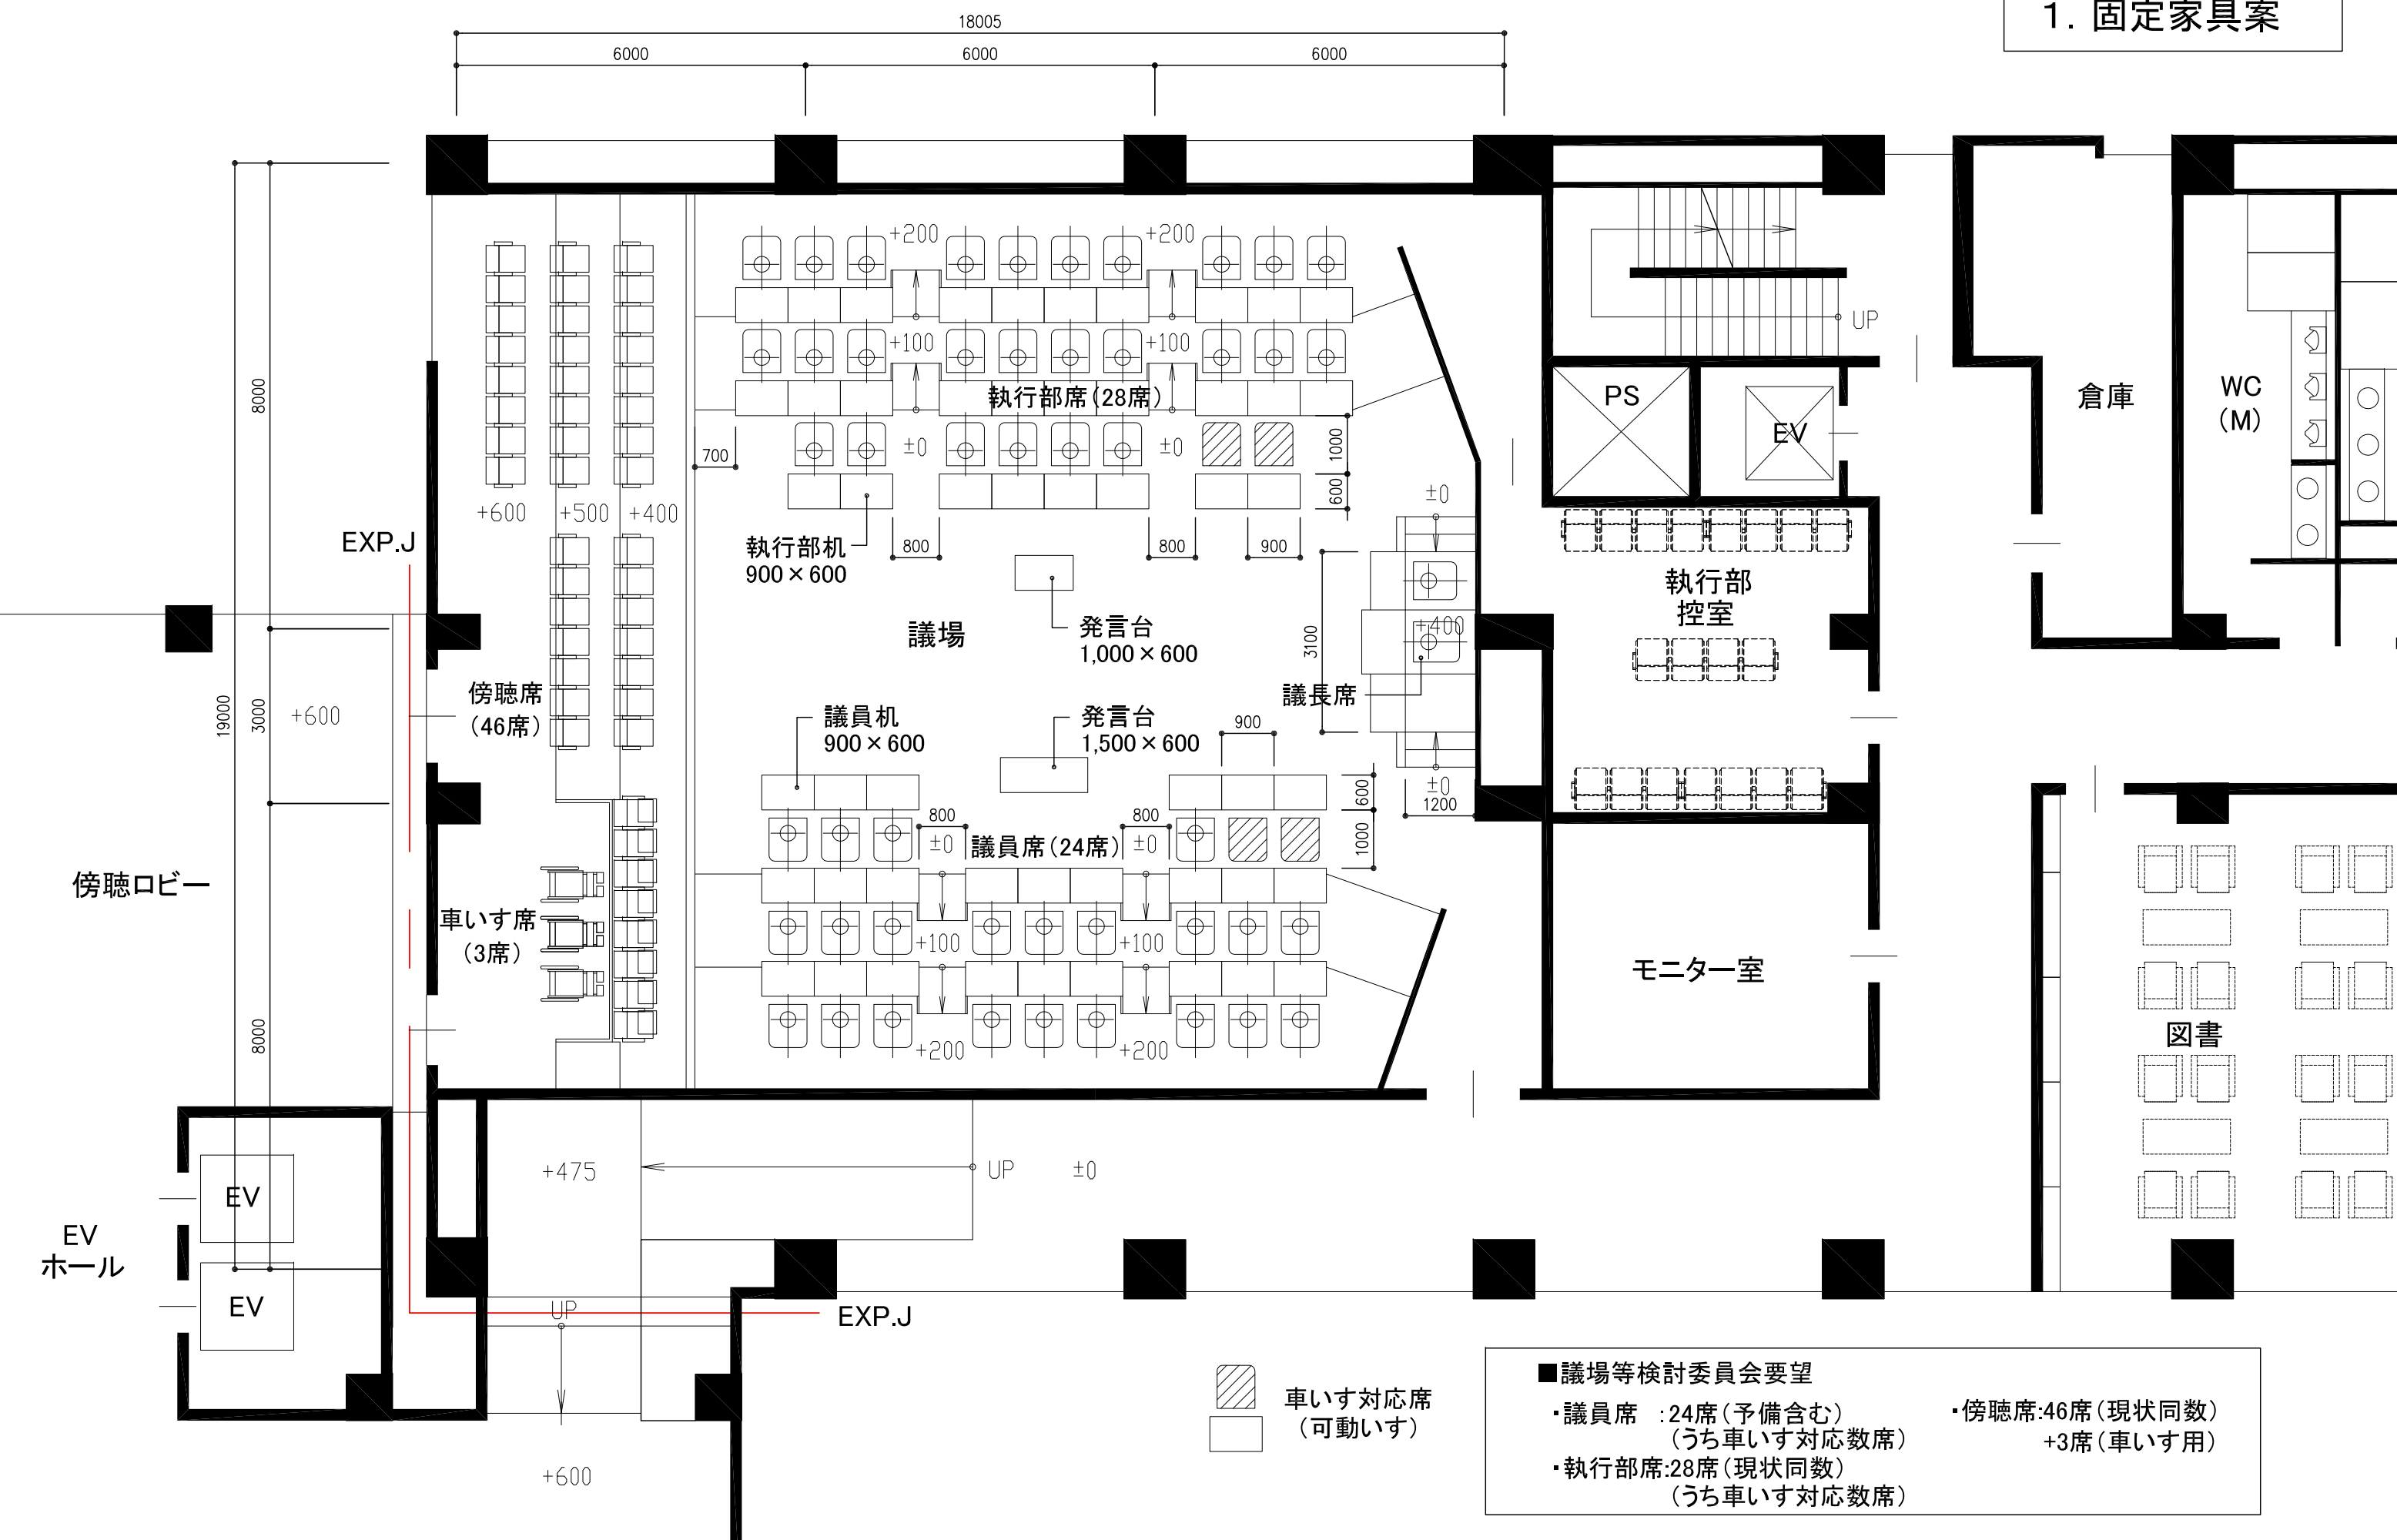 1. 固定家具案
18005
6000
6000
6000
+200
+200
+100
+100
執行部席(28席)
±0
±0
700
1000
600
800
800
900
執行部机
900×600
+600
+500
+400
EXP.J
8000
19000
3000
8000
+600
発言台
1,000×600
議場
傍聴席
(46席)
議員机
900×600
発言台
1,500×600
900
±0
3100
+400
議長席
±0
1200
600
1000
800
800
±0
議員席(24席)
±0
+100
+100
+200
+200
傍聴ロビー
車いす席
(3席)
UP
PS
EV
倉庫
WC
(M)
執行部
控室
モニター室
図書
+475
UP
±0
EV
EV
EV
ホール
UP
EXP.J
+600
車いす対応席
(可動いす)
■議場等検討委員会要望
・議員席 :24席(予備含む)
(うち車いす対応数席)
・執行部席:28席(現状同数)
(うち車いす対応数席)
・傍聴席:46席(現状同数)
+3席(車いす用)